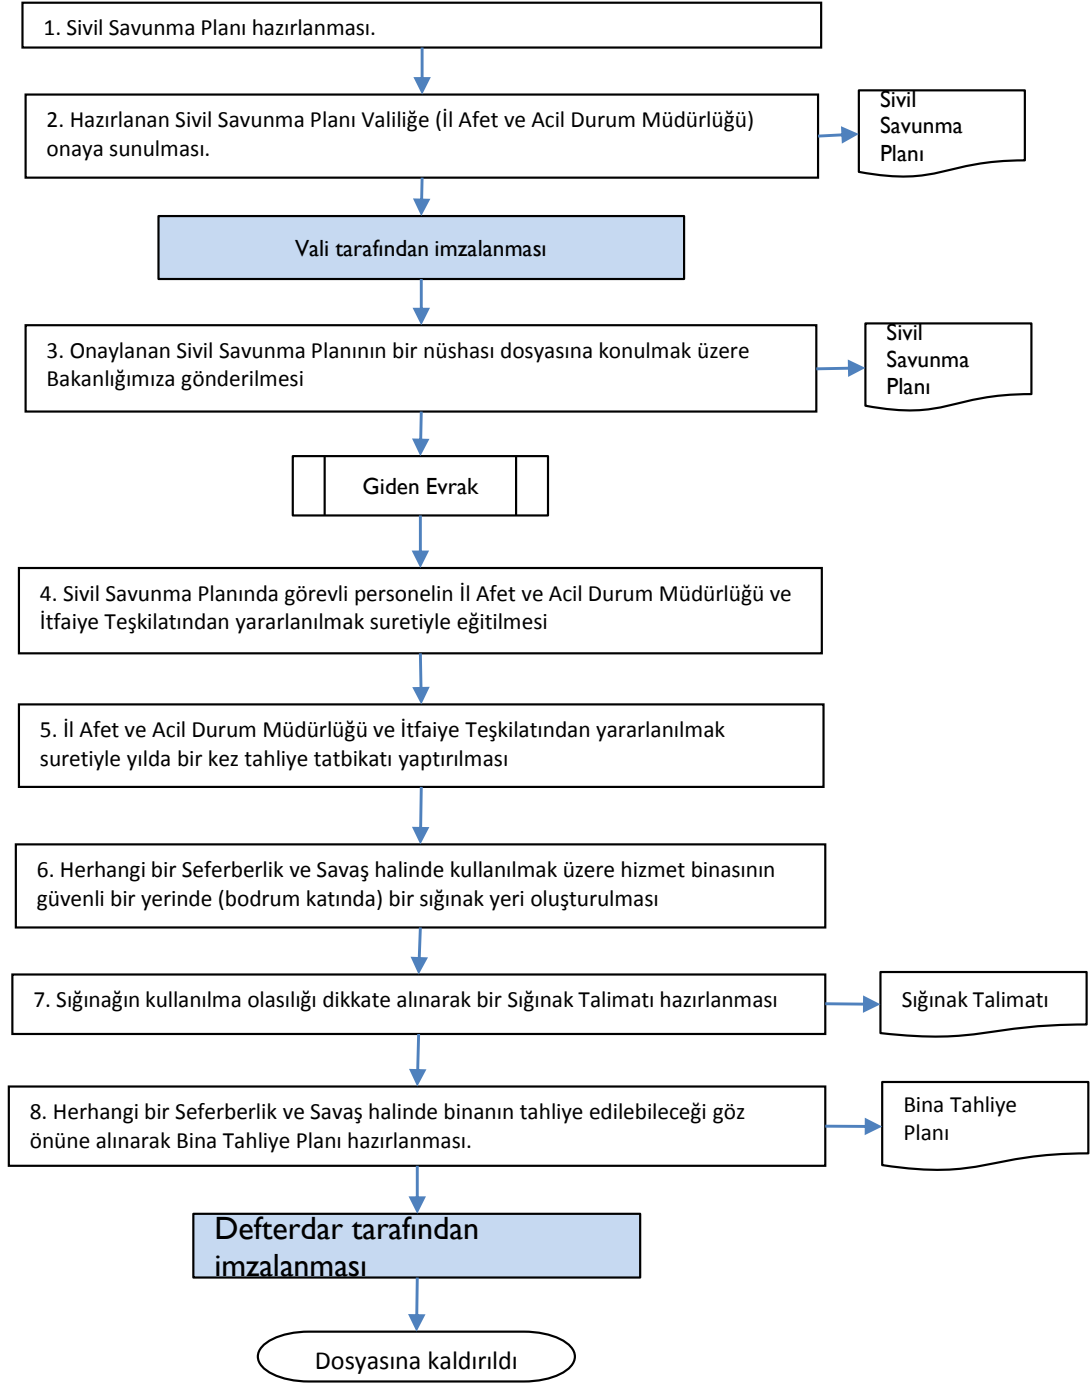 1. Sivil Savunma Planı hazırlanması.
2. Hazırlanan Sivil Savunma Planı Valiliğe (İl Afet ve Acil Durum Müdürlüğü)
onaya sunulması.
Sivil
Savunma
Planı
Vali tarafından imzalanması
3. Onaylanan Sivil Savunma Planının bir nüshası dosyasına konulmak üzere
Bakanlığımıza gönderilmesi
Sivil
Savunma
Planı
Giden Evrak
4. Sivil Savunma Planında görevli personelin İl Afet ve Acil Durum Müdürlüğü ve
İtfaiye Teşkilatından yararlanılmak suretiyle eğitilmesi
5. İl Afet ve Acil Durum Müdürlüğü ve İtfaiye Teşkilatından yararlanılmak
suretiyle yılda bir kez tahliye tatbikatı yaptırılması
6. Herhangi bir Seferberlik ve Savaş halinde kullanılmak üzere hizmet binasının
güvenli bir yerinde (bodrum katında) bir sığınak yeri oluşturulması
7. Sığınağın kullanılma olasılığı dikkate alınarak bir Sığınak Talimatı hazırlanması
Sığınak Talimatı
8. Herhangi bir Seferberlik ve Savaş halinde binanın tahliye edilebileceği göz
önüne alınarak Bina Tahliye Planı hazırlanması.
Bina Tahliye
Planı
Defterdar tarafından
imzalanması
Dosyasına kaldırıldı